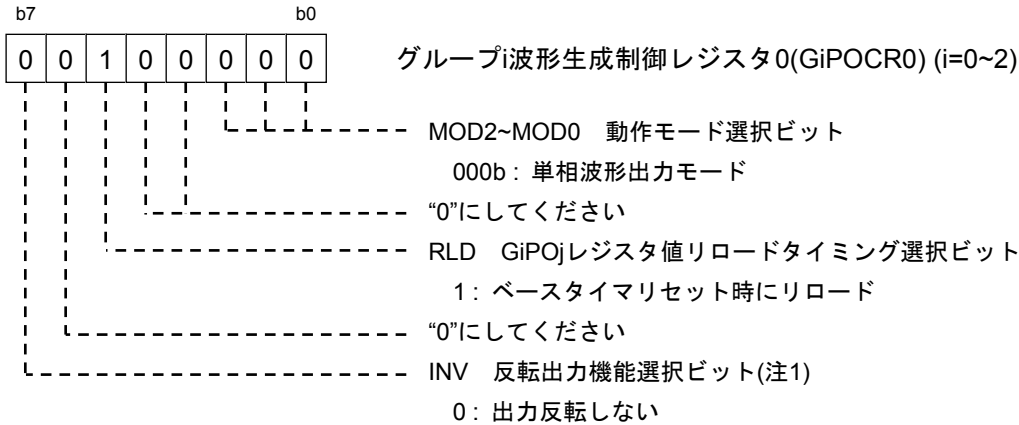 b7 b0
0 0 1 0 0 0 0 0 グループi波形生成制御レジスタ0(GiPOCR0) (i=0~2)
MOD2~MOD0 動作モード選択ビット
000b : 単相波形出力モード
“0”にしてください
RLD GiPOjレジスタ値リロードタイミング選択ビット
1 : ベースタイマリセット時にリロード
“0”にしてください
INV 反転出力機能選択ビット(注1)
0 : 出力反転しない